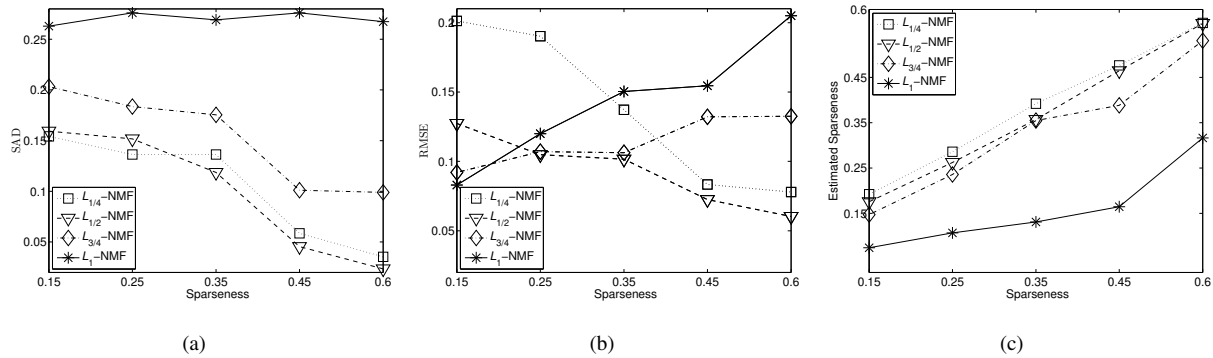 0.25
0.2
0.15
0.1
0.05
SAD
L1/4−NMF
L1/2−NMF
L3/4−NMF
L1−NMF
0.15 0.25 0.35 0.45 0.6
Sparseness
(a)
0.2
0.15
0.1
0.05
RMSE
L1/4−NMF
L1/2−NMF
L3/4−NMF
L1−NMF
0.15 0.25 0.35 0.45 0.6
Sparseness
(b)
0.6
0.45
0.35
0.25
0.15
Estimated Sparseness
L1/4−NMF
L1/2−NMF
L3/4−NMF
L1−NMF
0.15 0.25 0.35 0.45 0.6
Sparseness
(c)